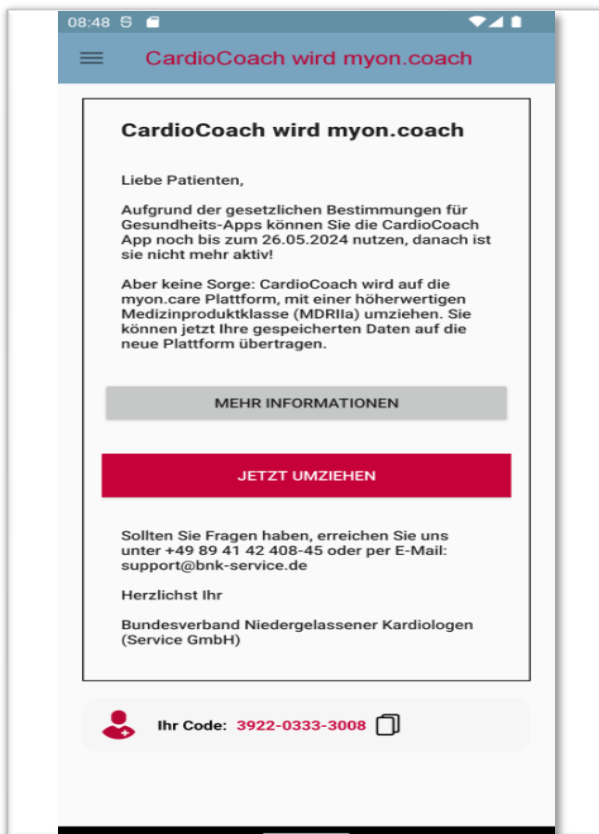 08:48
CardioCoach wird myon.coach
CardioCoach wird myon.coach
Liebe Patienten,
Aufgrund der gesetzlichen Bestimmungen für
Gesundheits-Apps können Sie die CardioCoach
App noch bis zum 26.05.2024 nutzen, danach ist
sie nicht mehr aktiv!
Aber keine Sorge: CardioCoach wird auf die
myon.care Plattform, mit einer höherwertigen
Medizinproduktklasse (MDRIIa) umziehen. Sie
können jetzt Ihre gespeicherten Daten auf die
neue Plattform übertragen.
MEHR INFORMATIONEN
JETZT UMZIEHEN
Sollten Sie Fragen haben, erreichen Sie uns
unter +49 89 41 42 408-45 oder per E-Mail:
support@bnk-service.de
Herzlichst Ihr
Bundesverband Niedergelassener Kardiologen
(Service GmbH)
Ihr Code: 3922-0333-3008